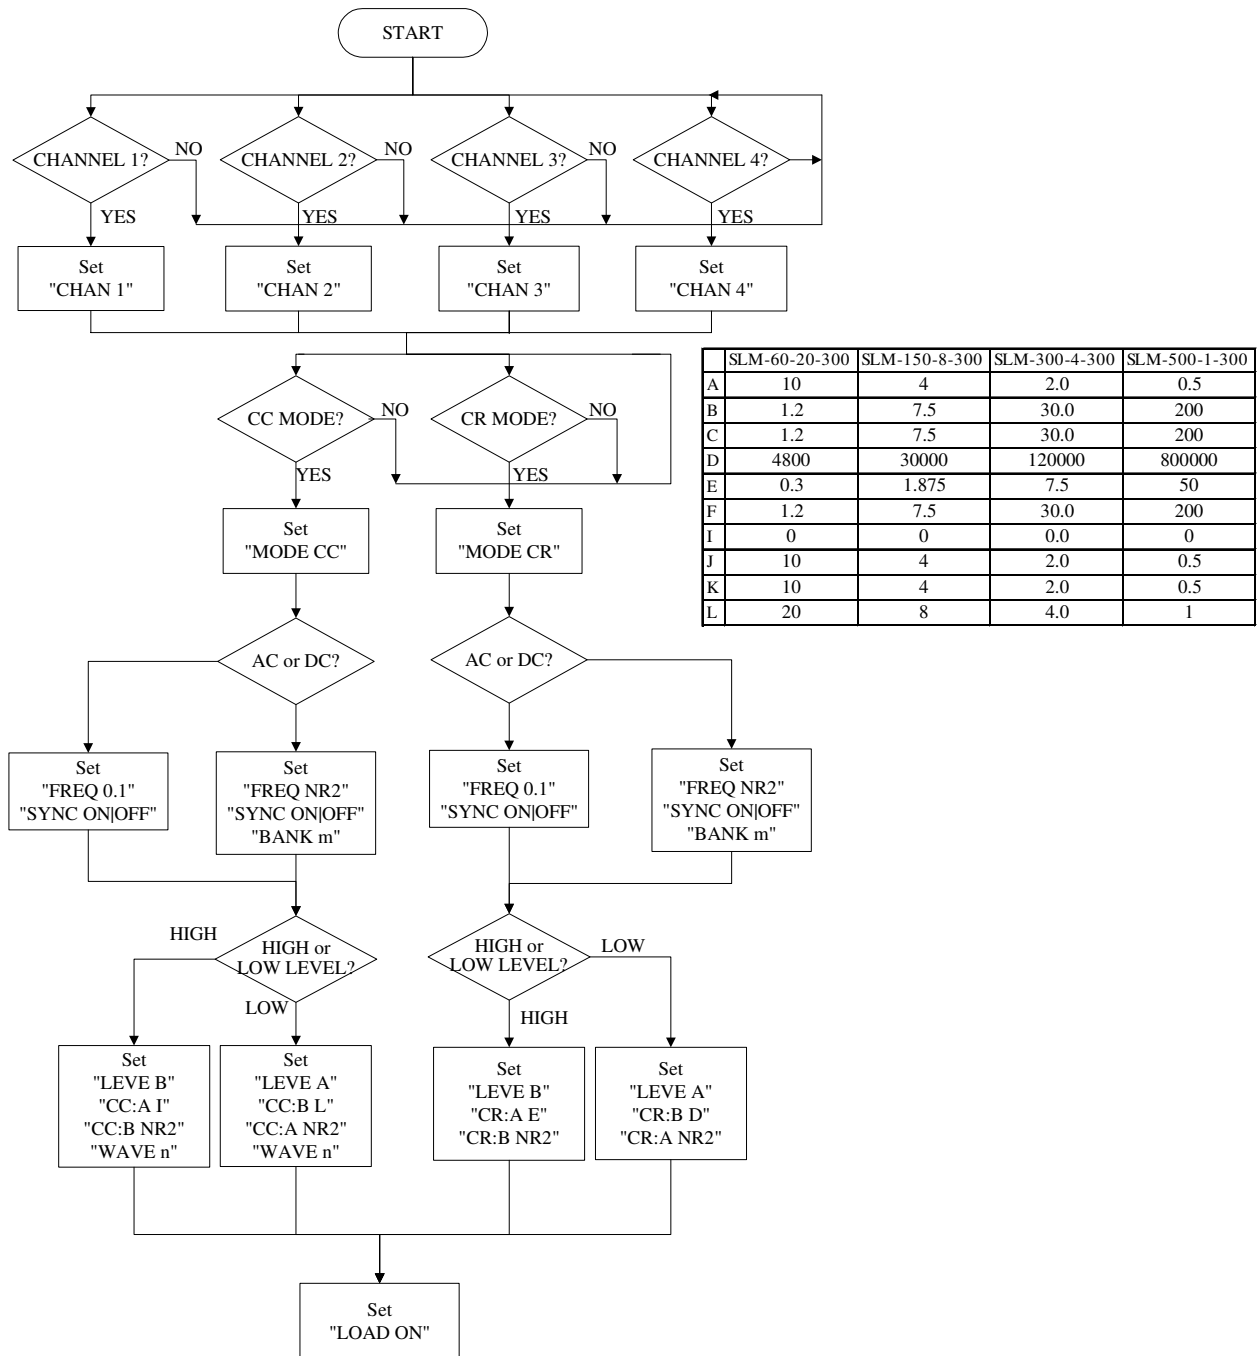 START
CHANNEL 1?
NO
CHANNEL 2?
NO
CHANNEL 3?
NO
CHANNEL 4?
YES
YES
YES
YES
Set
"CHAN 1"
Set
"CHAN 2"
Set
"CHAN 3"
Set
"CHAN 4"
CC MODE?
NO
CR MODE?
NO
YES
YES
Set
"MODE CC"
Set
"MODE CR"
SLM-60-20-300 SLM-150-8-300 SLM-300-4-300 SLM-500-1-300
A 10 4 2.0 0.5
B 1.2 7.5 30.0 200
C 1.2 7.5 30.0 200
D 4800 30000 120000 800000
E 0.3 1.875 7.5 50
F 1.2 7.5 30.0 200
I 0 0 0.0 0
J 10 4 2.0 0.5
K 10 4 2.0 0.5
L 20 8 4.0 1
AC or DC?
AC or DC?
Set
"FREQ 0.1"
"SYNC ON|OFF"
Set
"FREQ NR2"
"SYNC ON|OFF"
"BANK m"
Set
"FREQ 0.1"
"SYNC ON|OFF"
Set
"FREQ NR2"
"SYNC ON|OFF"
"BANK m"
HIGH
HIGH or
LOW LEVEL?
LOW
HIGH or
LOW LEVEL?
LOW
HIGH
Set
"LEVE B"
"CC:A I"
"CC:B NR2"
"WAVE n"
Set
"LEVE A"
"CC:B L"
"CC:A NR2"
"WAVE n"
Set
"LEVE B"
"CR:A E"
"CR:B NR2"
Set
"LEVE A"
"CR:B D"
"CR:A NR2"
Set
"LOAD ON"